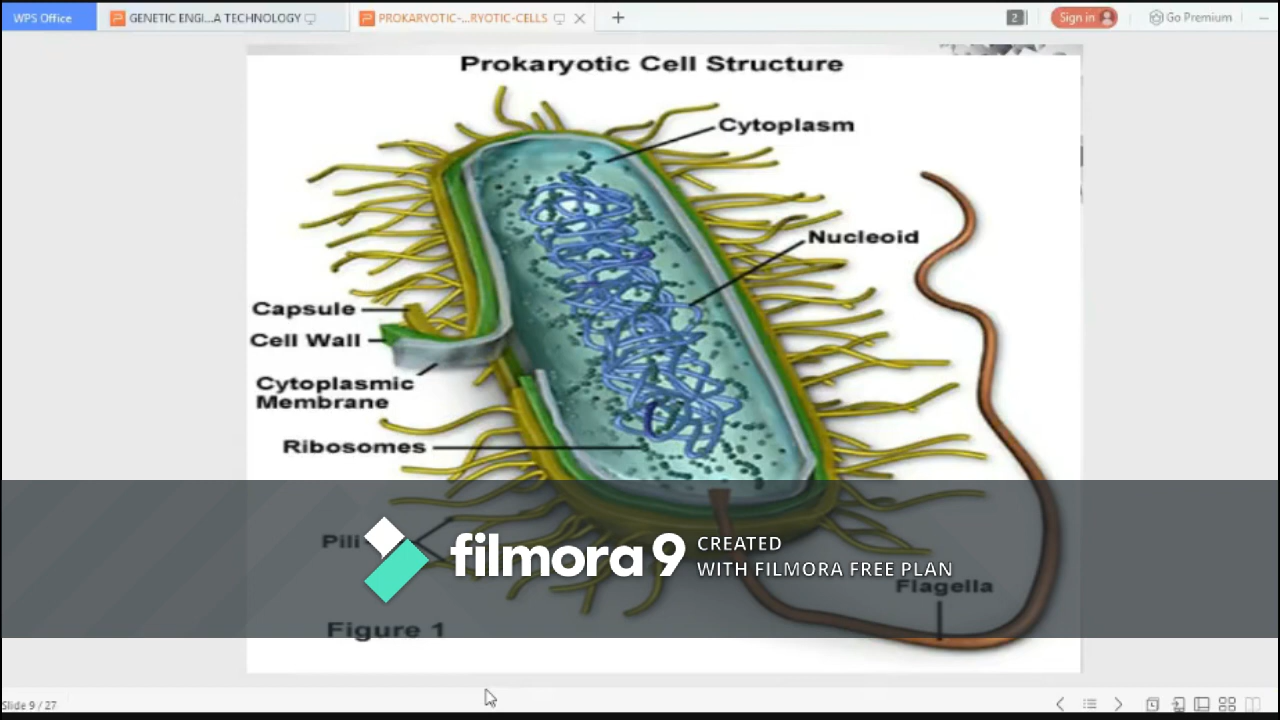 WPS Office
GENETIC ENGI...A TECHNOLOGY
PROKARYOTIC-...RYOTIC-CELLS
2
Sign in
Go Premium
Prokaryotic Cell Structure
Cytoplasm
Nucleoid
Capsule
Cell Wall
Cytoplasmic
Membrane
Ribosomes
Pili
filmora 9
CREATED
WITH FILMORA FREE PLAN
Flagella
Figure 1
Slide 9 / 27